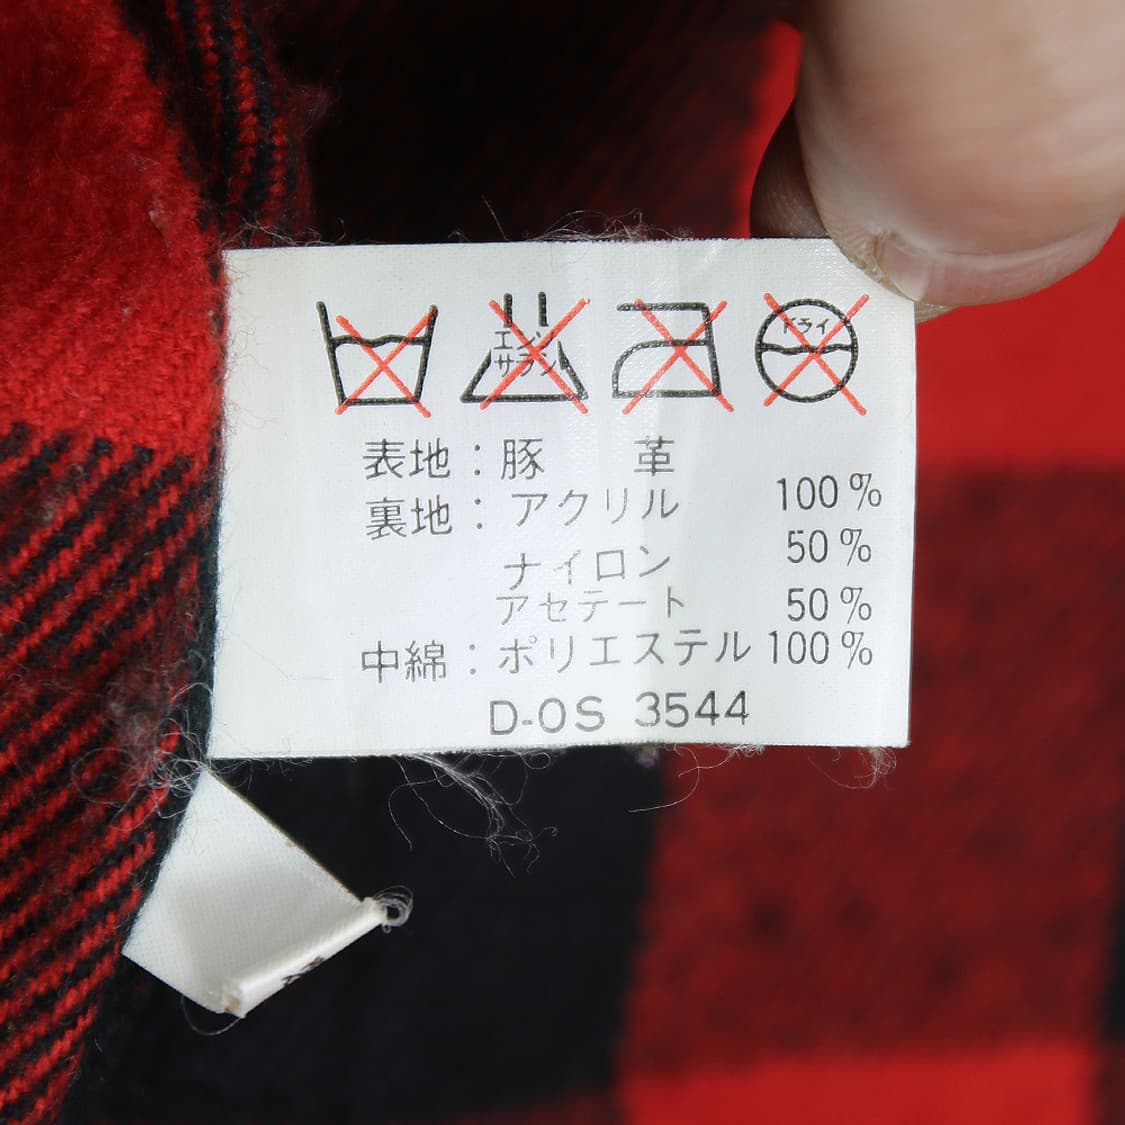 エンソ
サラシ
ドライ
表地：豚 革
裏地：アクリル 100%
ナイロン 50%
アセテート 50%
中綿：ポリエステル 100%
D-OS 3544